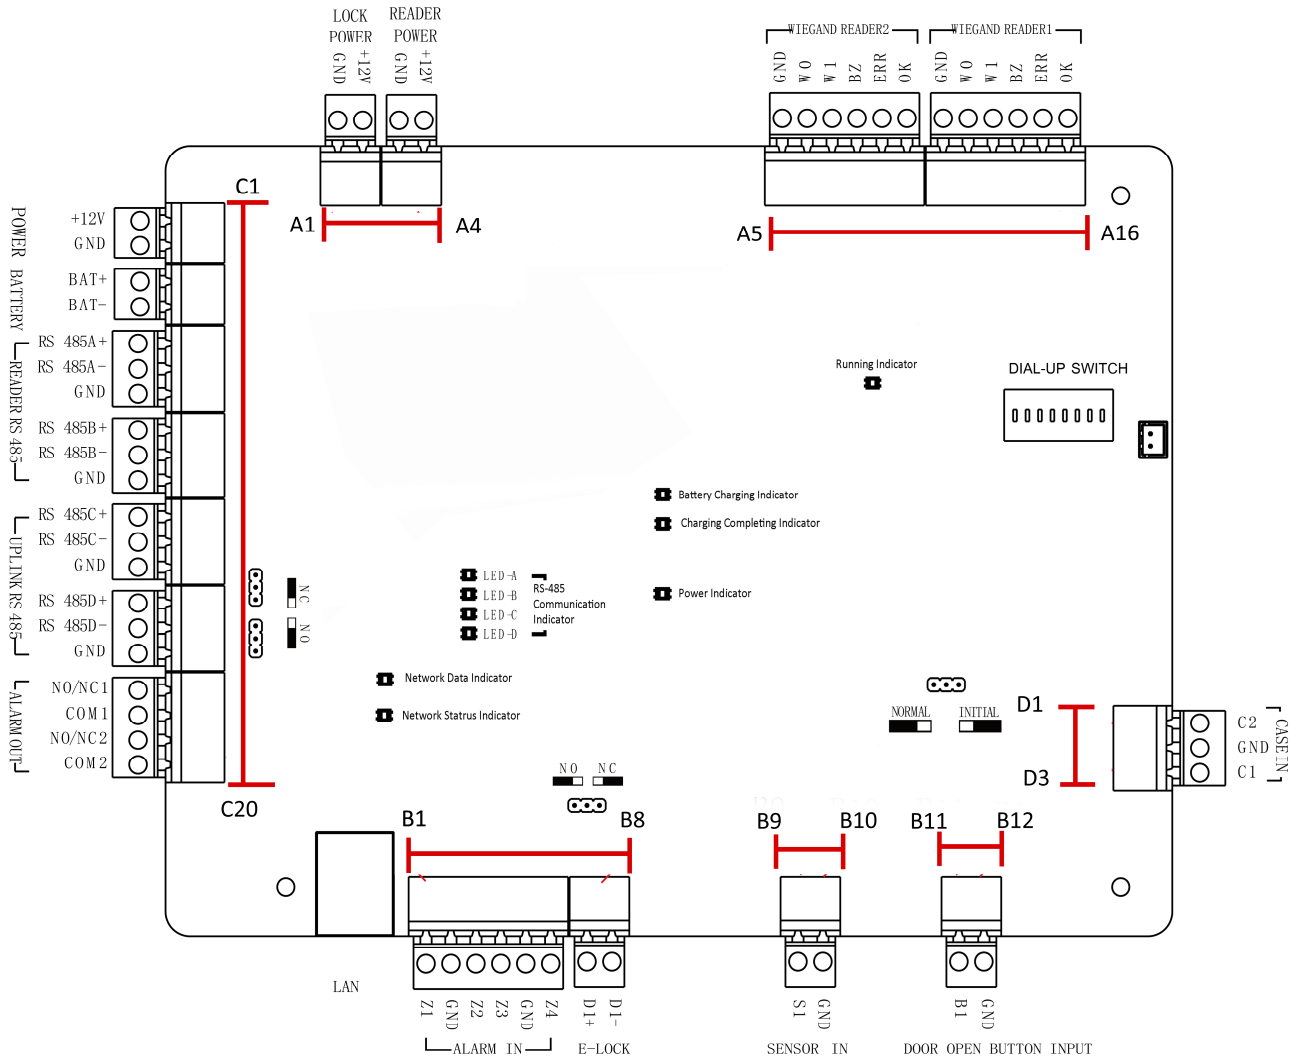 LOCK
POWER
READER
POWER
GND
+12V
GND
+12V
WIEGAND READER2
WIEGAND READER1
GND
W0
W1
BZ
ERR
OK
GND
W0
W1
BZ
ERR
OK
C1
A1
A4
A5
A16
POWER
+12V
GND
BATTERY
BAT+
BAT-
READER RS 485
RS 485A+
RS 485A-
GND
RS 485B+
RS 485B-
GND
UPLINK RS 485
RS 485C+
RS 485C-
GND
RS 485D+
RS 485D-
GND
ALARM OUT
NO/NC1
COM1
NO/NC2
COM2
C20
Running Indicator
DIAL-UP SWITCH
Battery Charging Indicator
Charging Completing Indicator
Power Indicator
NC
NO
LED-A
LED-B
LED-C
LED-D
RS-485
Communication
Indicator
Network Data Indicator
Network Statrus Indicator
NORMAL
INITIAL
D1
D3
C2
GND
C1
CASE IN
NO
NC
B1
B8
B9
B10
B11
B12
LAN
Z1
GND
Z2
Z3
GND
Z4
D1+
D1-
S1
GND
B1
GND
ALARM IN
E-LOCK
SENSOR IN
DOOR OPEN BUTTON INPUT